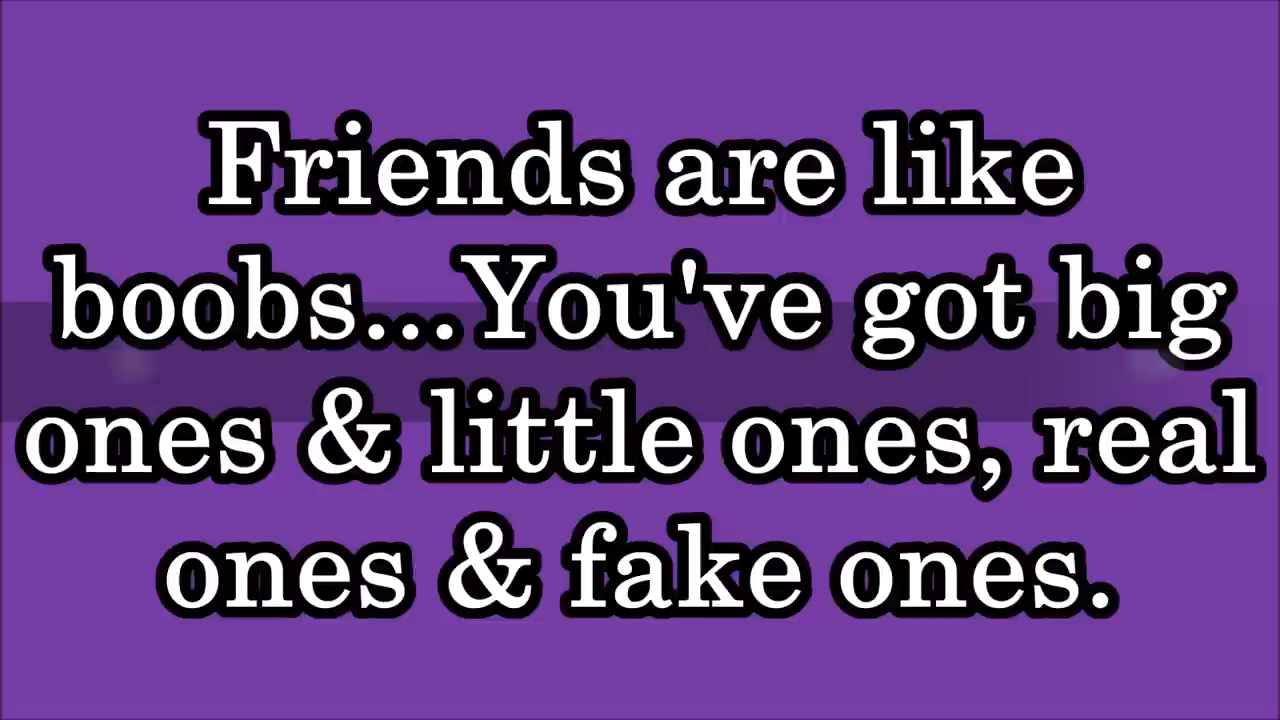 Friends are like
boobs...You've got big
ones & little ones, real
ones & fake ones.